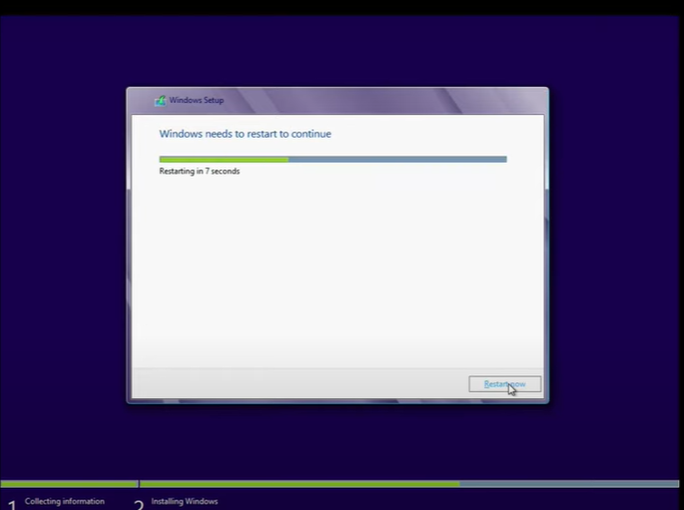 Windows Setup
Windows needs to restart to continue
Restarting in 7 seconds
Restart now
1 Collecting information
2 Installing Windows